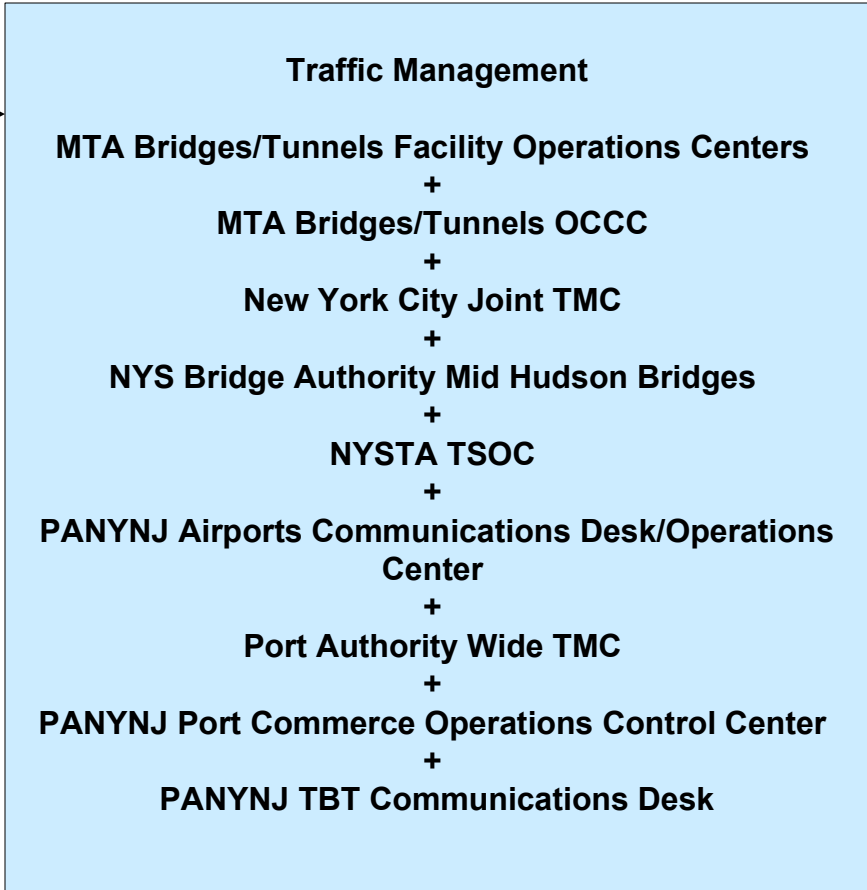 Traffic Management
MTA Bridges/Tunnels Facility Operations Centers
+
MTA Bridges/Tunnels OCCC
+
New York City Joint TMC
+
NYS Bridge Authority Mid Hudson Bridges
+
NYSTA TSOC
+
PANYNJ Airports Communications Desk/Operations
Center
+
Port Authority Wide TMC
+
PANYNJ Port Commerce Operations Control Center
+
PANYNJ TBT Communications Desk